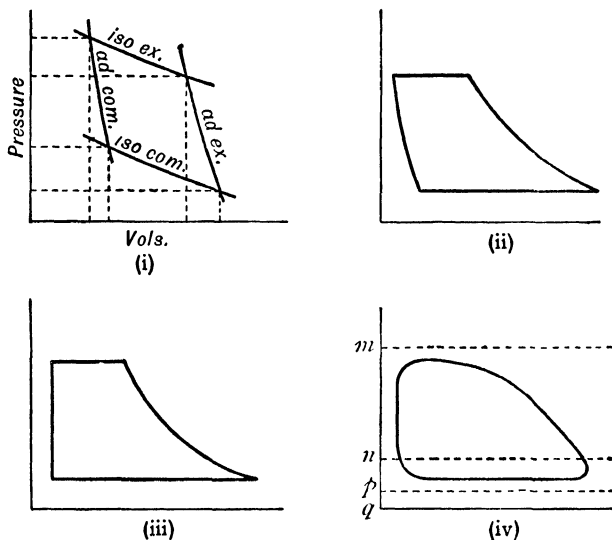 iso ex.
ad com.
ad ex.
iso com.
Pressure
Vols.
(i)
(ii)
(iii)
m
n
p
q
(iv)